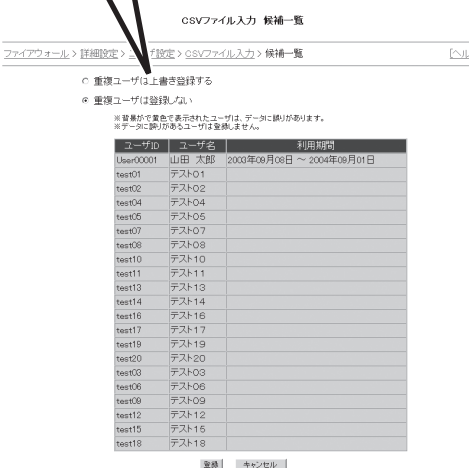 CSVファイル入力 候補一覧
ファイアウォール > 詳細設定 > ザ設定 > CSVファイル入力 > 候補一覧
[ヘル
重複ユーザは上書き登録する
重複ユーザは登録しない
※背景がで黄色で表示されたユーザは、データに誤りがあります。
※データに誤りがあるユーザは登録しません。
ユーザID ユーザ名 利用期間
User00001 山田 太郎 2003年09月08日 ~ 2004年09月01日
test01 テスト01
test02 テスト02
test04 テスト04
test05 テスト05
test07 テスト07
test08 テスト08
test10 テスト10
test11 テスト11
test13 テスト13
test14 テスト14
test16 テスト16
test17 テスト17
test19 テスト19
test20 テスト20
test03 テスト03
test06 テスト06
test09 テスト09
test12 テスト12
test15 テスト15
test18 テスト18
登録 キャンセル